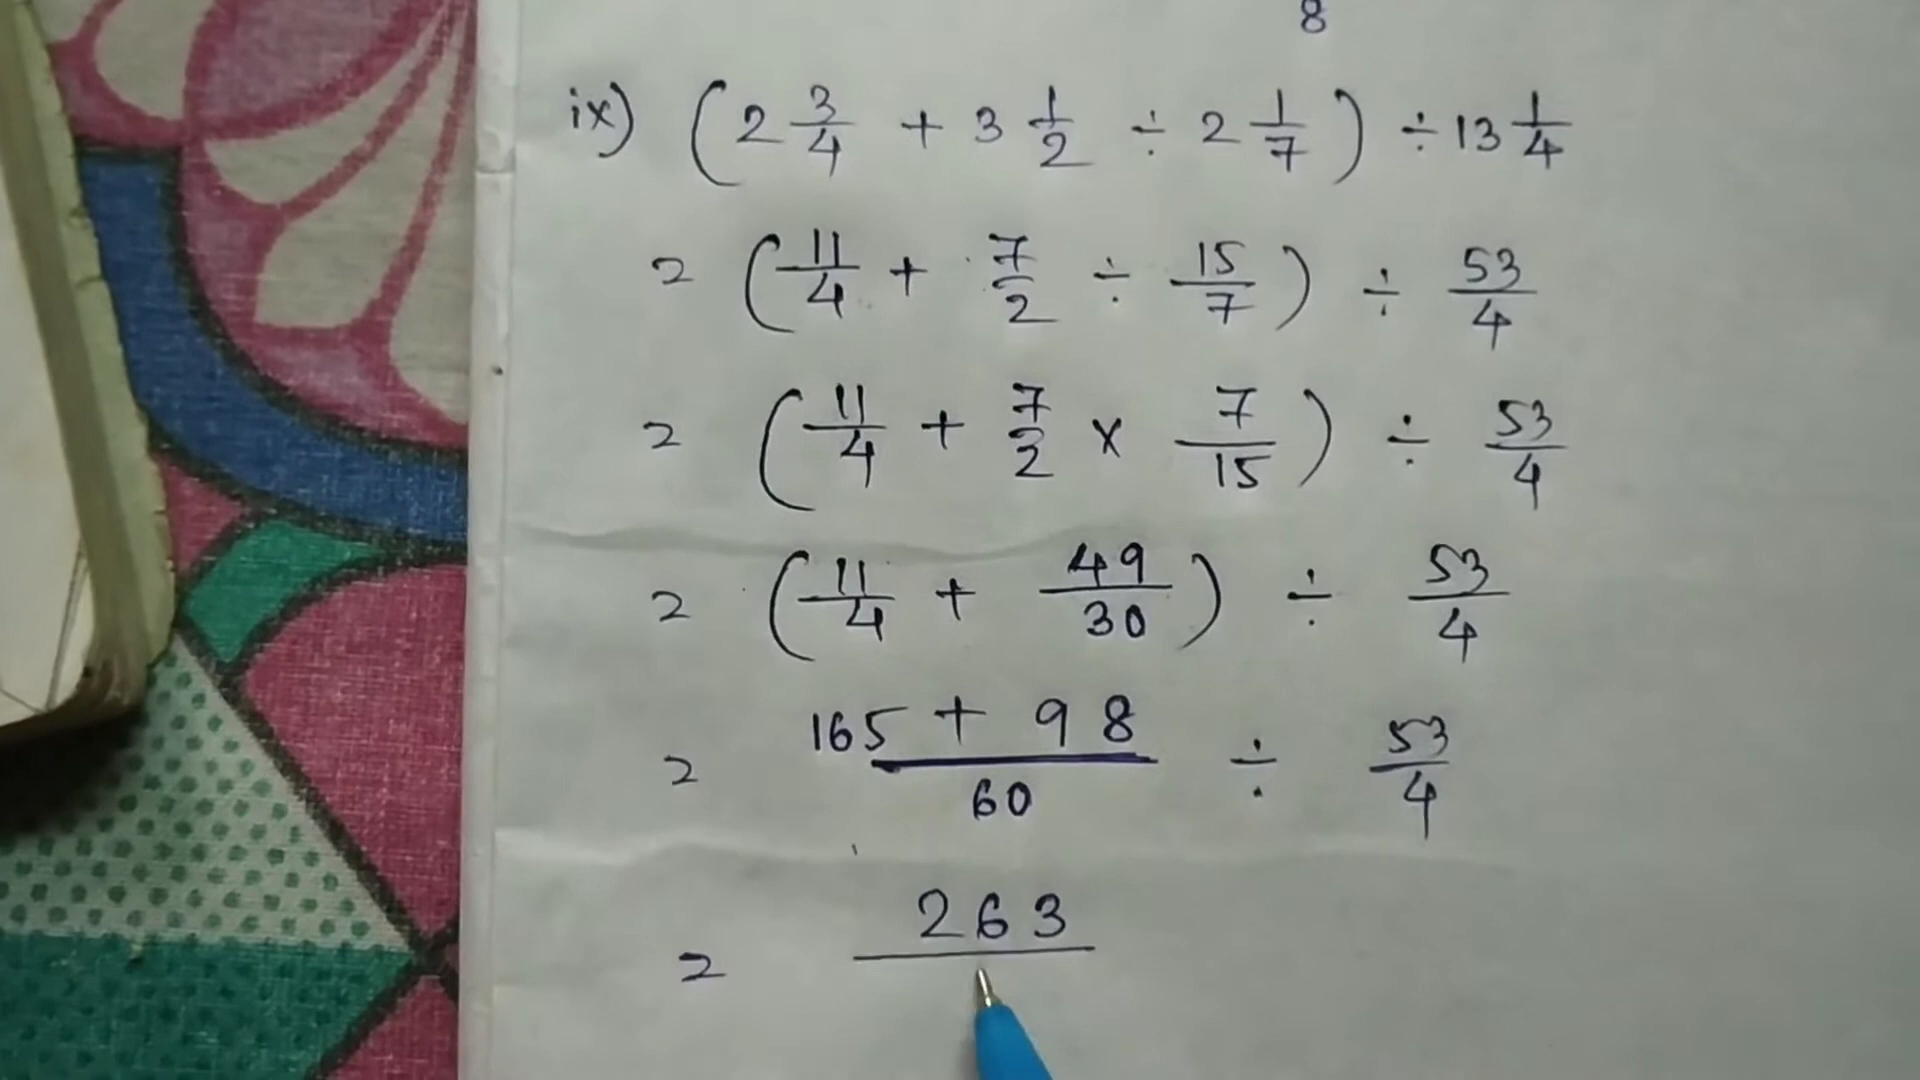 8
ix) (2 3/4 + 3 1/2 ÷ 2 1/7) ÷ 13 1/4
= (11/4 + 7/2 ÷ 15/7) ÷ 53/4
= (11/4 + 7/2 × 7/15) ÷ 53/4
= (11/4 + 49/30) ÷ 53/4
= 165 + 98/60 ÷ 53/4
= 263/